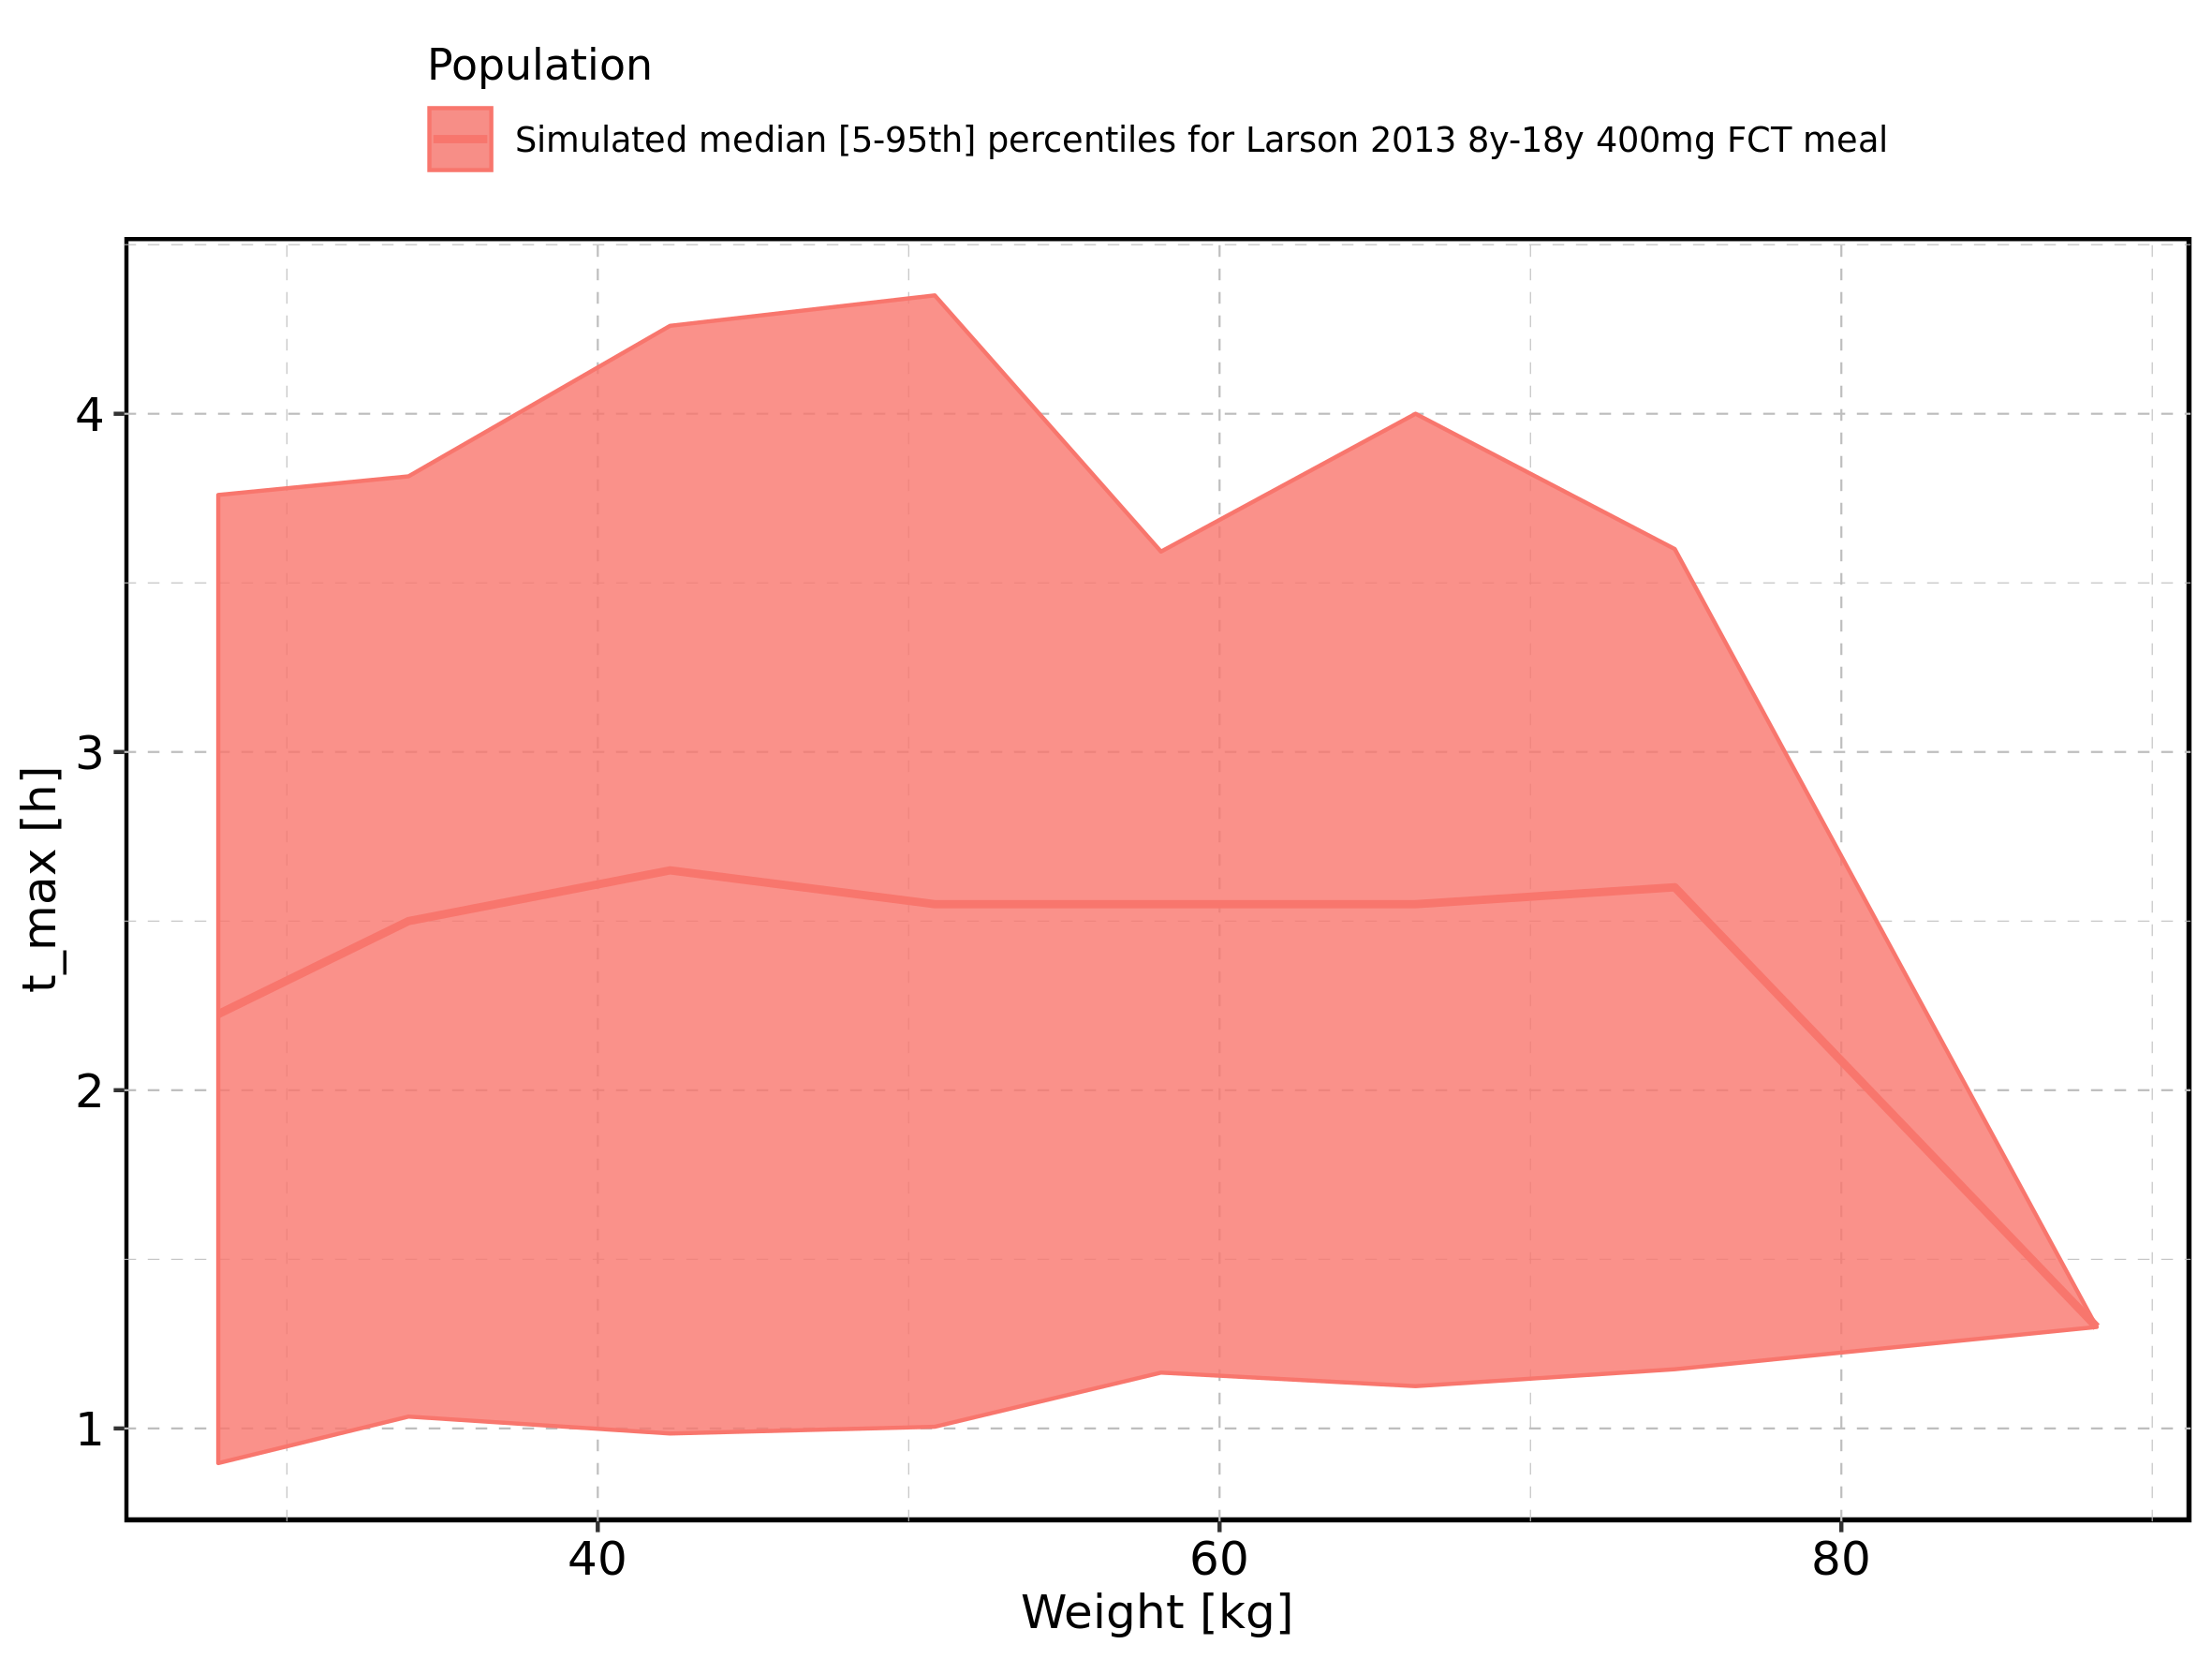 Population
Simulated median [5-95th] percentiles for Larson 2013 8y-18y 400mg FCT meal
t_max [h]
4
3
2
1
40 60 80
Weight [kg]